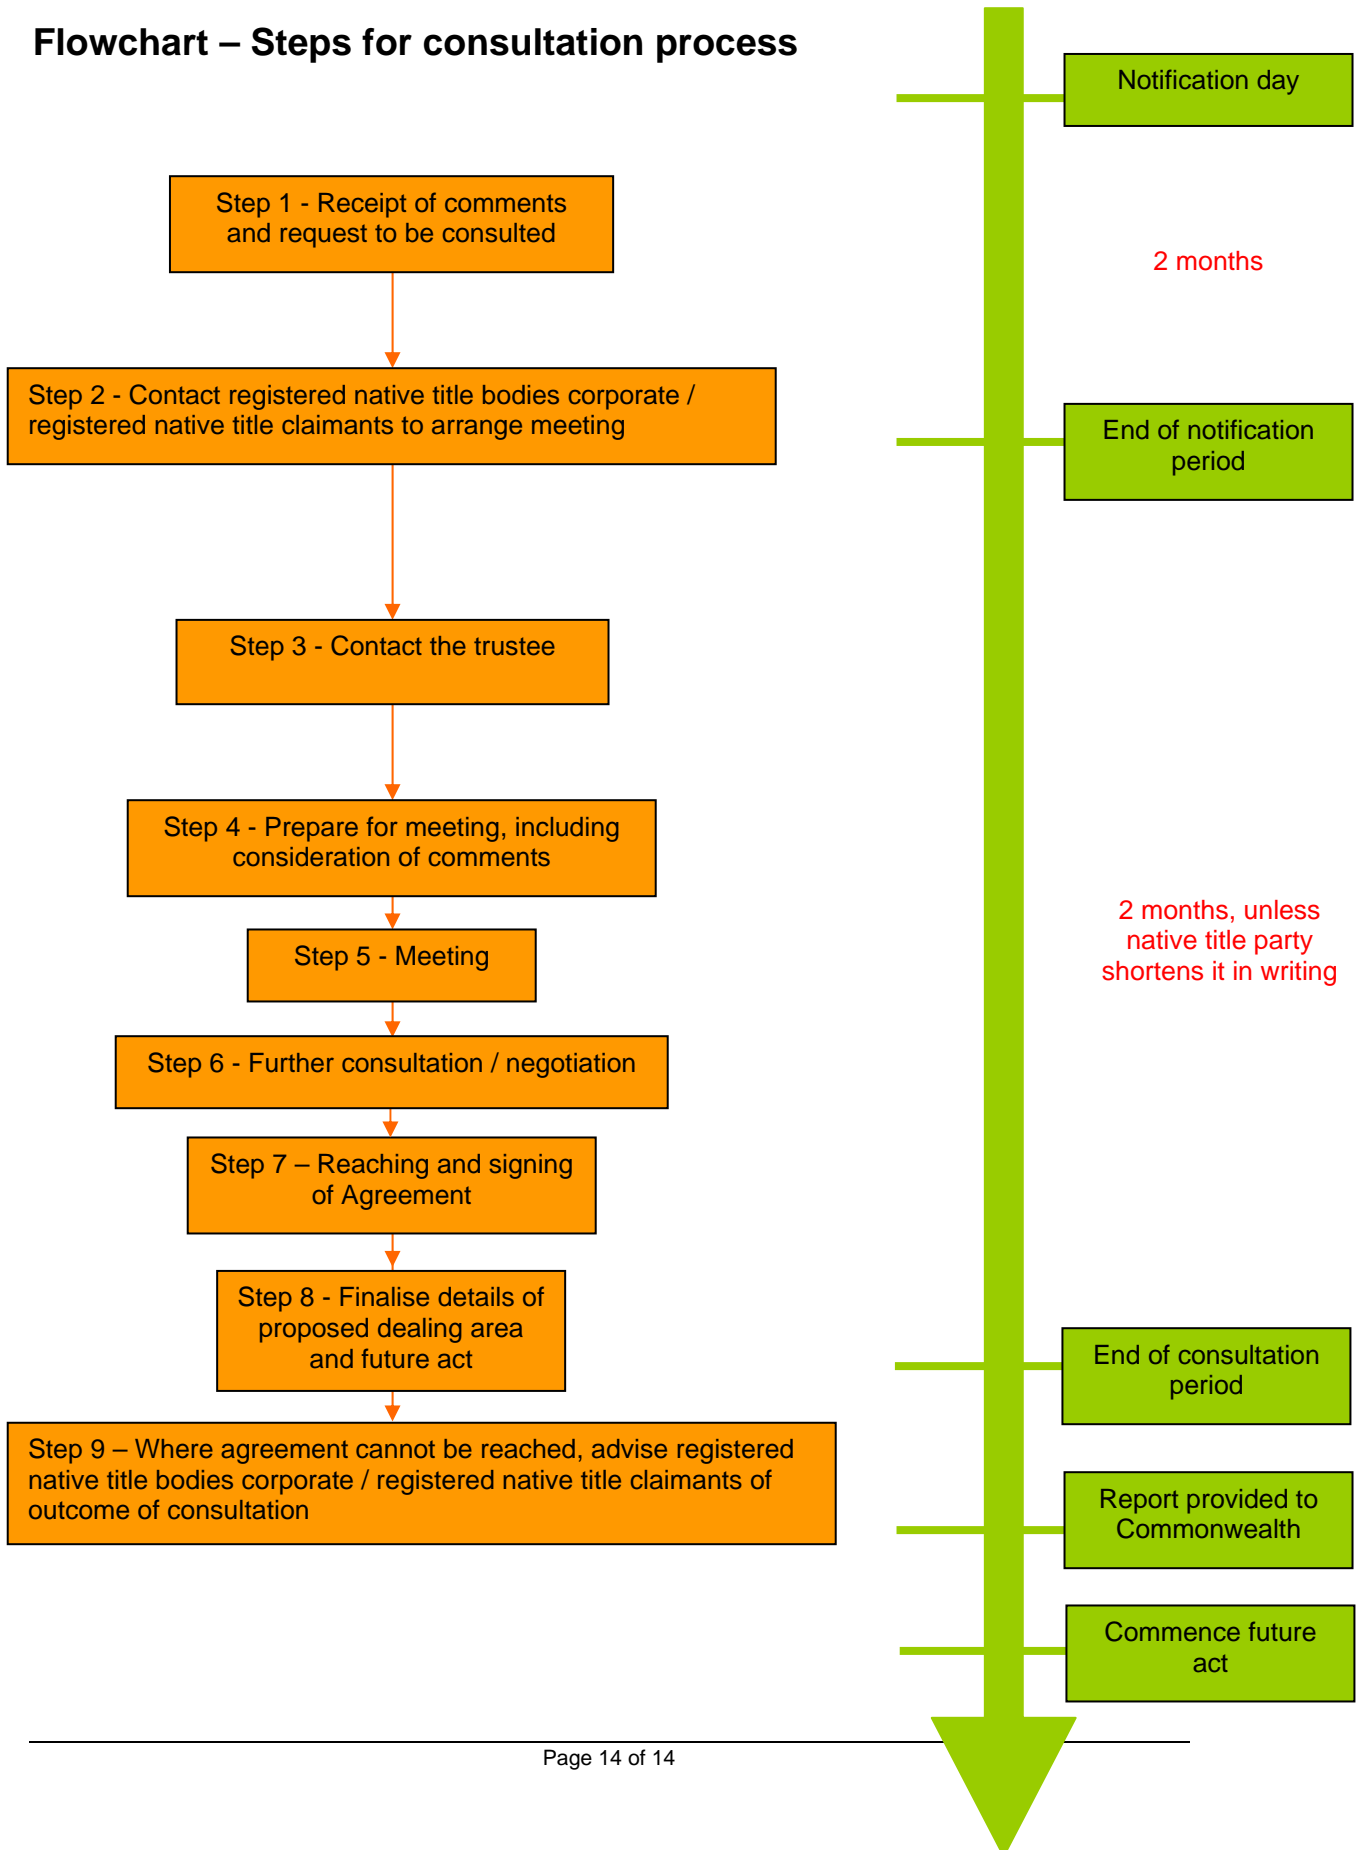 Flowchart – Steps for consultation process
Notification day
Step 1 - Receipt of comments
and request to be consulted
2 months
Step 2 - Contact registered native title bodies corporate /
registered native title claimants to arrange meeting
End of notification
period
Step 3 - Contact the trustee
Step 4 - Prepare for meeting, including
consideration of comments
2 months, unless
native title party
shortens it in writing
Step 5 - Meeting
Step 6 - Further consultation / negotiation
Step 7 – Reaching and signing
of Agreement
Step 8 - Finalise details of
proposed dealing area
and future act
End of consultation
period
Step 9 – Where agreement cannot be reached, advise registered
native title bodies corporate / registered native title claimants of
outcome of consultation
Report provided to
Commonwealth
Commence future
act
Page 14 of 14